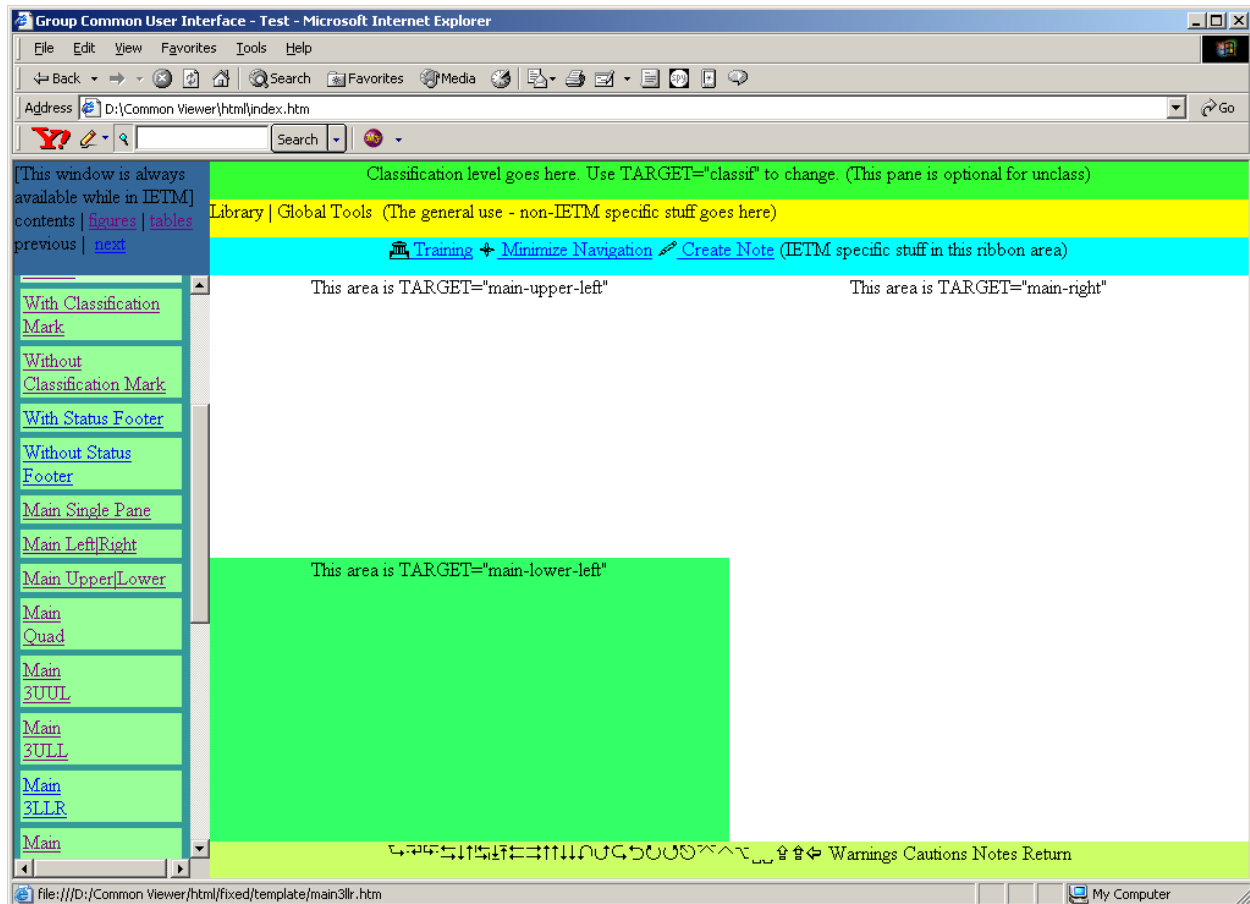 Group Common User Interface - Test - Microsoft Internet Explorer
File Edit View Favorites Tools Help
Back Search Favorites Media
Address D:\Common Viewer\html\index.htm Go
Y! Search
[This window is always
available while in IETM]
contents | figures | tables
previous | next
Classification level goes here. Use TARGET="classif" to change. (This pane is optional for unclass)
Library | Global Tools (The general use - non-IETM specific stuff goes here)
Training Minimize Navigation Create Note (IETM specific stuff in this ribbon area)
With Classification
Mark
Without
Classification Mark
With Status Footer
Without Status
Footer
Main Single Pane
Main Left|Right
Main Upper|Lower
Main
Quad
Main
3UUL
Main
3ULL
Main
3LLR
Main
This area is TARGET="main-upper-left"
This area is TARGET="main-right"
This area is TARGET="main-lower-left"
Warnings Cautions Notes Return
file:///D:/Common Viewer/html/fixed/template/main3llr.htm
My Computer